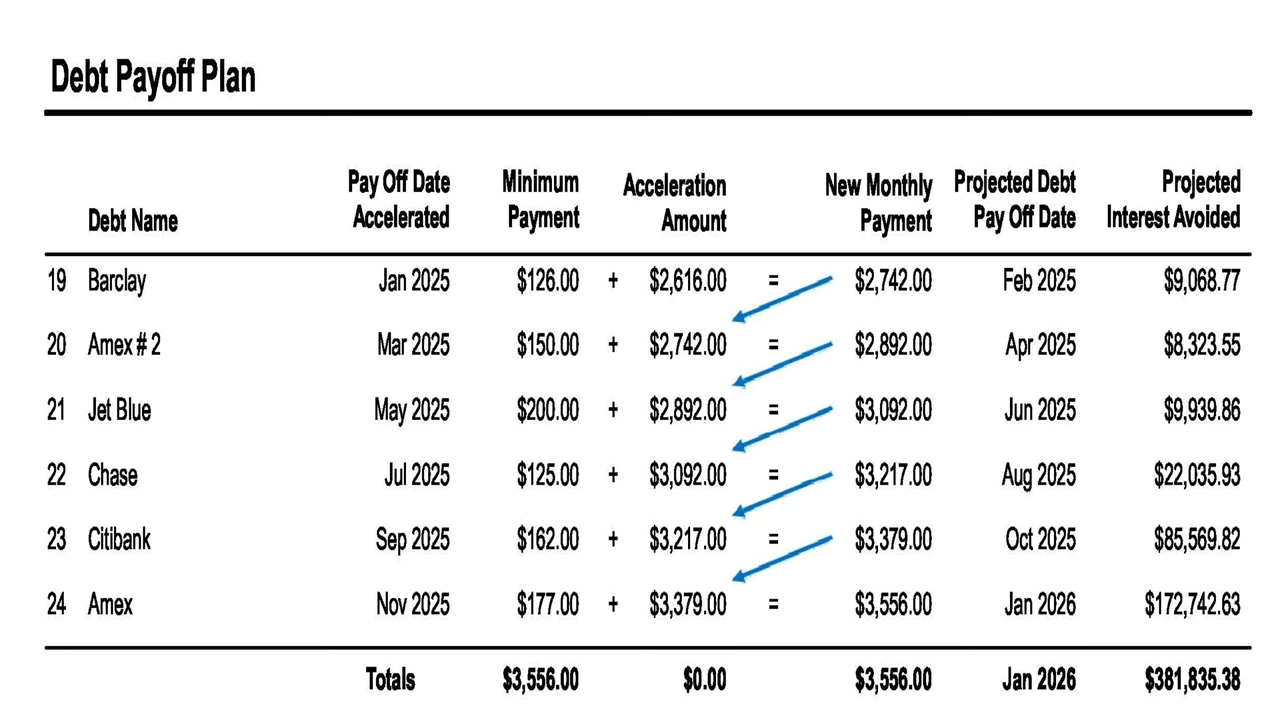 Debt Payoff Plan
Debt Name Pay Off Date Accelerated Minimum Payment Acceleration Amount New Monthly Payment Projected Debt Pay Off Date Projected Interest Avoided
19 Barclay Jan 2025 $126.00 + $2,616.00 = $2,742.00 Feb 2025 $9,068.77
20 Amex # 2 Mar 2025 $150.00 + $2,742.00 = $2,892.00 Apr 2025 $8,323.55
21 Jet Blue May 2025 $200.00 + $2,892.00 = $3,092.00 Jun 2025 $9,939.86
22 Chase Jul 2025 $125.00 + $3,092.00 = $3,217.00 Aug 2025 $22,035.93
23 Citibank Sep 2025 $162.00 + $3,217.00 = $3,379.00 Oct 2025 $85,569.82
24 Amex Nov 2025 $177.00 + $3,379.00 = $3,556.00 Jan 2026 $172,742.63
Totals $3,556.00 $0.00 $3,556.00 Jan 2026 $381,835.38